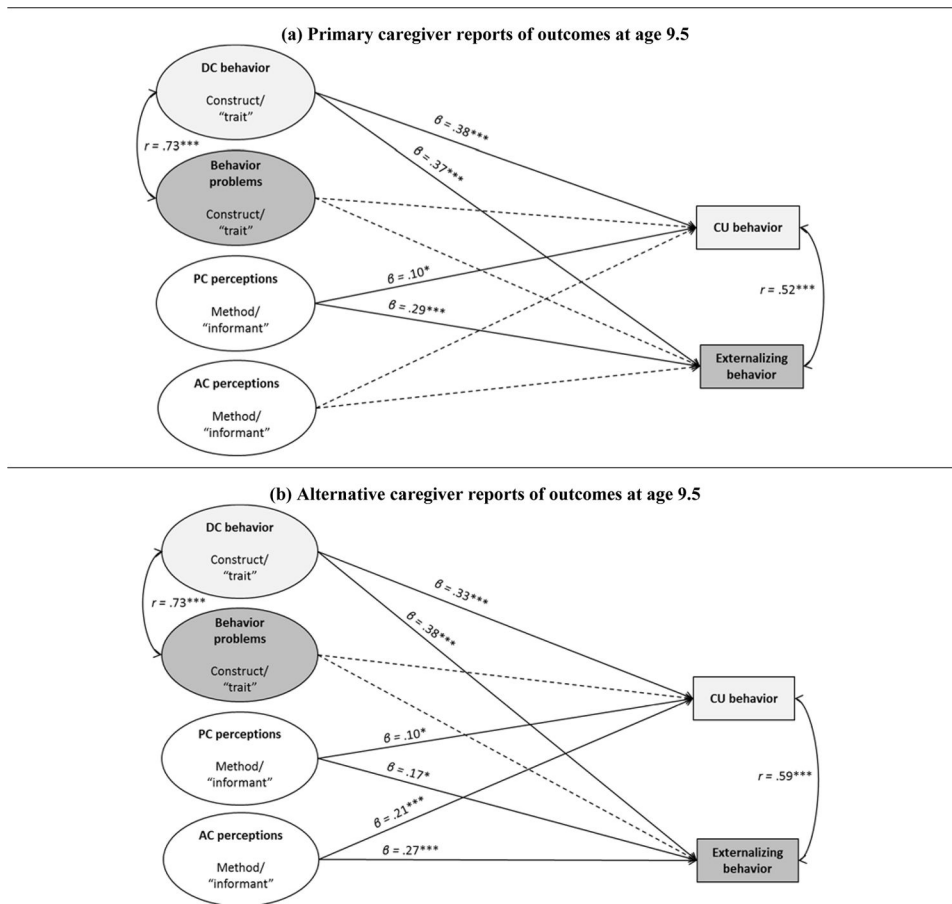 (a) Primary caregiver reports of outcomes at age 9.5
DC behavior
Construct/
“trait”
r = .73***
Behavior
problems
Construct/
“trait”
PC perceptions
Method/
“informant”
AC perceptions
Method/
“informant”
β = .38***
β = .37***
β = .10*
β = .29***
CU behavior
r = .52***
Externalizing
behavior
(b) Alternative caregiver reports of outcomes at age 9.5
DC behavior
Construct/
“trait”
r = .73***
Behavior
problems
Construct/
“trait”
PC perceptions
Method/
“informant”
AC perceptions
Method/
“informant”
β = .33***
β = .38***
β = .10*
β = .17*
β = .21***
β = .27***
CU behavior
r = .59***
Externalizing
behavior